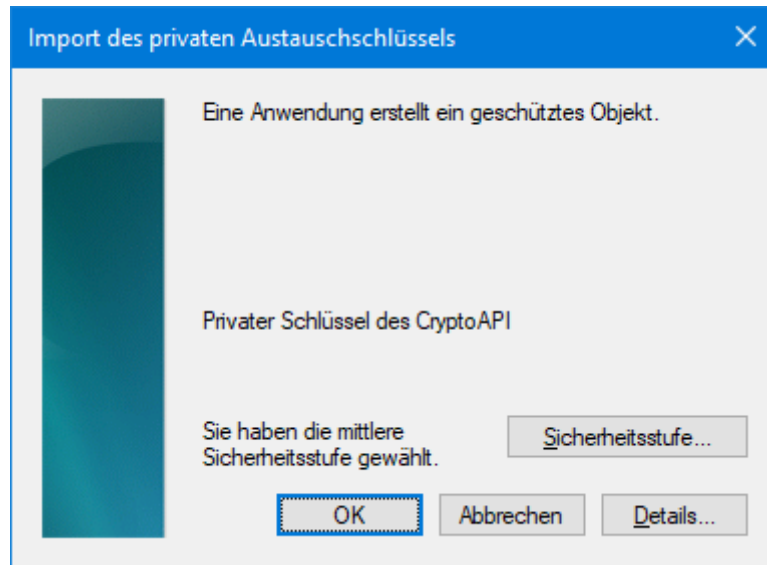 Import des privaten Austauschschlüssels
Eine Anwendung erstellt ein geschütztes Objekt.
Privater Schlüssel des CryptoAPI
Sie haben die mittlere
Sicherheitsstufe gewählt.
Sicherheitsstufe...
OK
Abbrechen
Details...